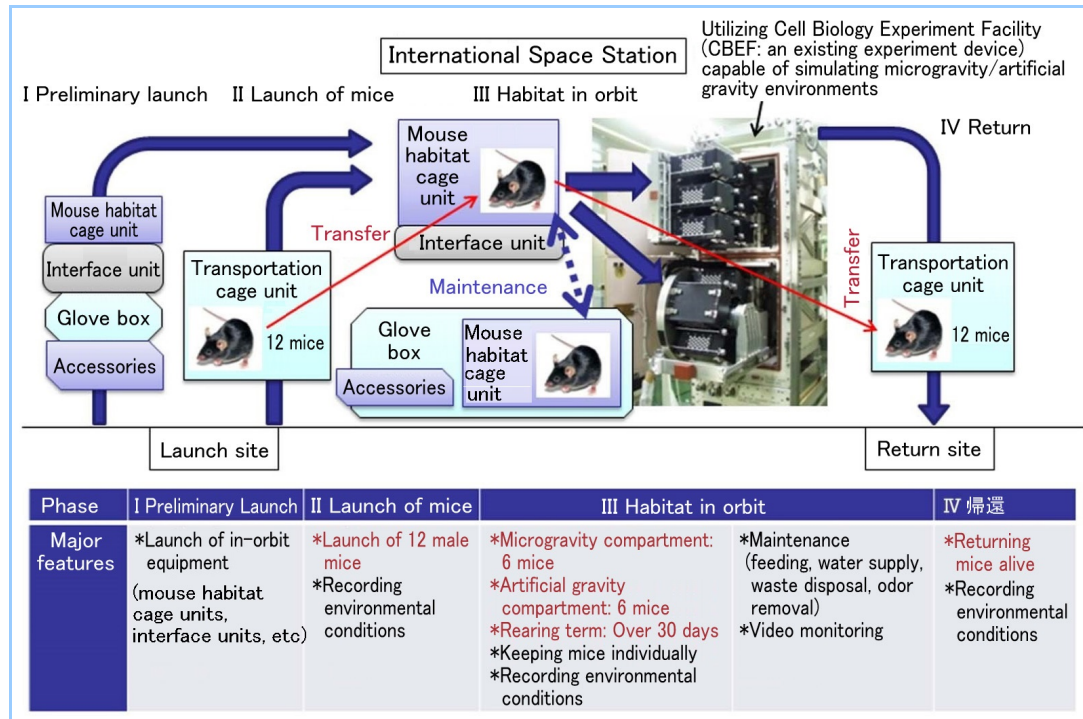 International Space Station
Utilizing Cell Biology Experiment Facility
(CBEF: an existing experiment device)
capable of simulating microgravity/artificial
gravity environments
I Preliminary launch
II Launch of mice
III Habitat in orbit
IV Return
Mouse habitat
cage unit
Interface unit
Glove box
Accessories
Transportation
cage unit
12 mice
Transfer
Mouse
habitat
cage
unit
Interface unit
Maintenance
Glove
box
Accessories
Mouse
habitat
cage
unit
Transfer
Transportation
cage unit
12 mice
Launch site
Return site
Phase
I Preliminary Launch
II Launch of mice
III Habitat in orbit
IV 帰還
Major
features
*Launch of in-orbit
equipment
(mouse habitat
cage units,
interface units, etc)
*Launch of 12 male
mice
*Recording
environmental
conditions
*Microgravity compartment:
6 mice
*Artificial gravity
compartment: 6 mice
*Rearing term: Over 30 days
*Keeping mice individually
*Recording environmental
conditions
*Maintenance
(feeding, water supply,
waste disposal, odor
removal)
*Video monitoring
*Returning
mice alive
*Recording
environmental
conditions